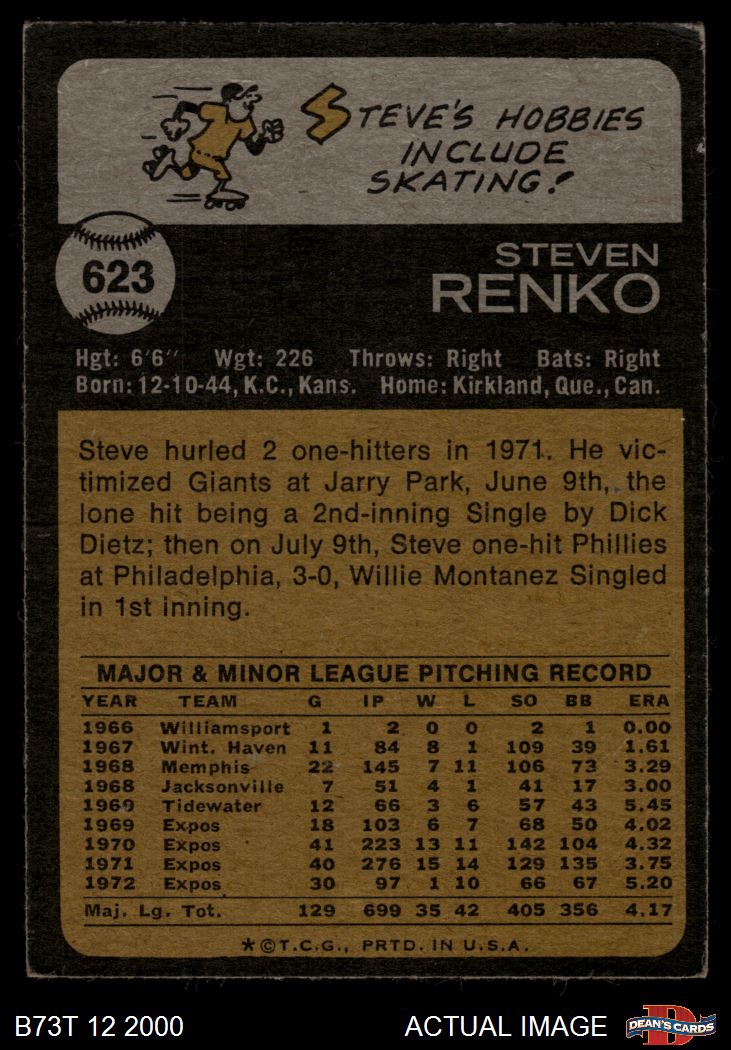 STEVE'S HOBBIES
INCLUDE
SKATING!
623
STEVEN
RENKO
Hgt: 6'6" Wgt: 226 Throws: Right Bats: Right
Born: 12-10-44, K.C., Kans. Home: Kirkland, Que., Can.
Steve hurled 2 one-hitters in 1971. He vic-
timized Giants at Jarry Park, June 9th, the
lone hit being a 2nd-inning Single by Dick
Dietz; then on July 9th, Steve one-hit Phillies
at Philadelphia, 3-0, Willie Montanez Singled
in 1st inning.
MAJOR & MINOR LEAGUE PITCHING RECORD
YEAR TEAM G IP W L SO BB ERA
1966 Williamsport 1 2 0 0 2 1 0.00
1967 Wint. Haven 11 84 8 1 109 39 1.61
1968 Memphis 22 145 7 11 106 73 3.29
1968 Jacksonville 7 51 4 1 41 17 3.00
1969 Tidewater 12 66 3 6 57 43 5.45
1969 Expos 18 103 6 7 68 50 4.02
1970 Expos 41 223 13 11 142 104 4.32
1971 Expos 40 276 15 14 129 135 3.75
1972 Expos 30 97 1 10 66 67 5.20
Maj. Lg. Tot. 129 699 35 42 405 356 4.17
*©T.C.G., PRTD. IN U.S.A.
B73T 12 2000 ACTUAL IMAGE DEAN'S CARDS